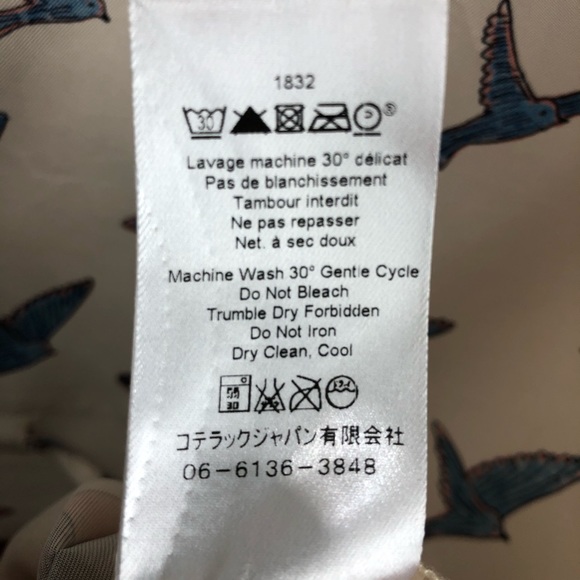 1832
30
P
®
Lavage machine 30° délicat
Pas de blanchissement
Tambour interdit
Ne pas repasser
Net. à sec doux
Machine Wash 30° Gentle Cycle
Do Not Bleach
Trumble Dry Forbidden
Do Not Iron
Dry Clean, Cool
30
コテラックジャパン有限会社
06-6136-3848